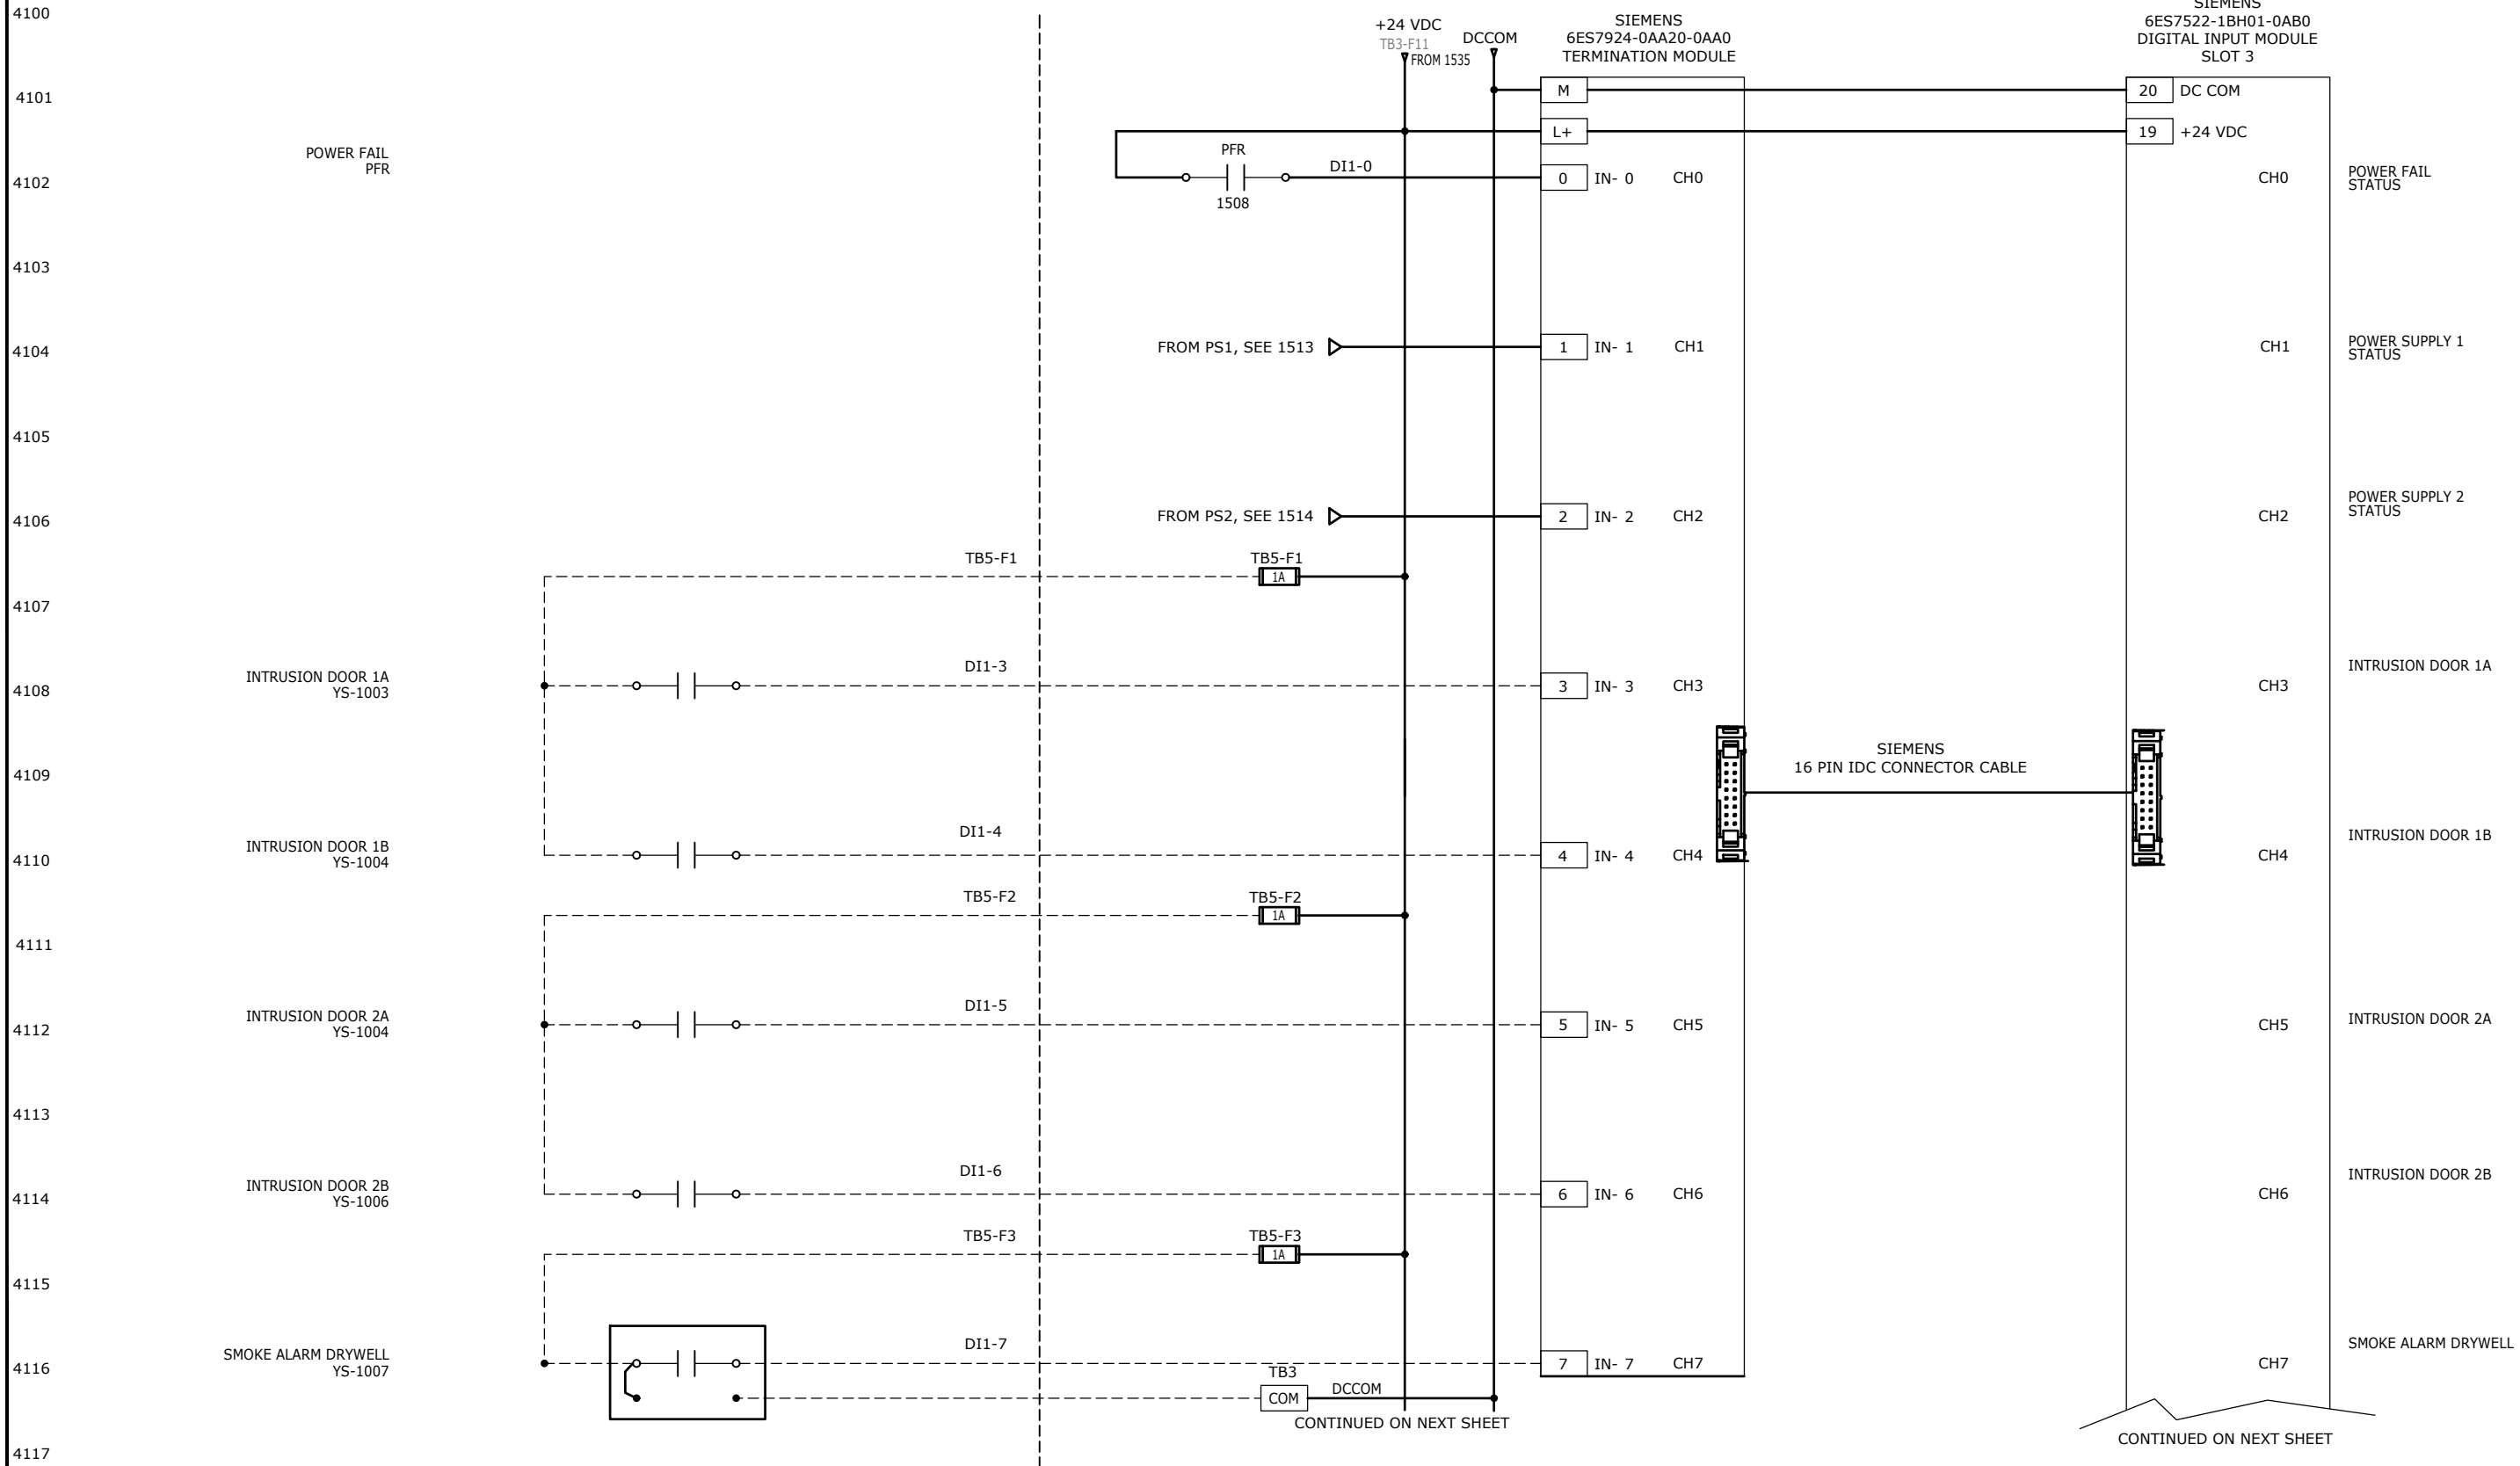 4100
+24 VDC
TB3-F11
FROM 1535
DCCOM
SIEMENS
6ES7924-0AA20-0AA0
TERMINATION MODULE
SIEMENS
6ES7522-1BH01-0AB0
DIGITAL INPUT MODULE
SLOT 3
4101
M
20 DC COM
L+
19 +24 VDC
POWER FAIL
PFR
4102
PFR
1508
DI1-0
0 IN- 0 CH0
CH0
POWER FAIL
STATUS
4103
4104
FROM PS1, SEE 1513
1 IN- 1 CH1
CH1
POWER SUPPLY 1
STATUS
4105
4106
FROM PS2, SEE 1514
2 IN- 2 CH2
CH2
POWER SUPPLY 2
STATUS
TB5-F1
TB5-F1
1A
4107
INTRUSION DOOR 1A
YS-1003
4108
DI1-3
3 IN- 3 CH3
CH3
INTRUSION DOOR 1A
4109
SIEMENS
16 PIN IDC CONNECTOR CABLE
INTRUSION DOOR 1B
YS-1004
4110
DI1-4
4 IN- 4 CH4
CH4
INTRUSION DOOR 1B
TB5-F2
TB5-F2
1A
4111
INTRUSION DOOR 2A
YS-1004
4112
DI1-5
5 IN- 5 CH5
CH5
INTRUSION DOOR 2A
4113
INTRUSION DOOR 2B
YS-1006
4114
DI1-6
6 IN- 6 CH6
CH6
INTRUSION DOOR 2B
TB5-F3
TB5-F3
1A
4115
SMOKE ALARM DRYWELL
YS-1007
4116
DI1-7
7 IN- 7 CH7
CH7
SMOKE ALARM DRYWELL
TB3
COM
DCCOM
CONTINUED ON NEXT SHEET
CONTINUED ON NEXT SHEET
4117